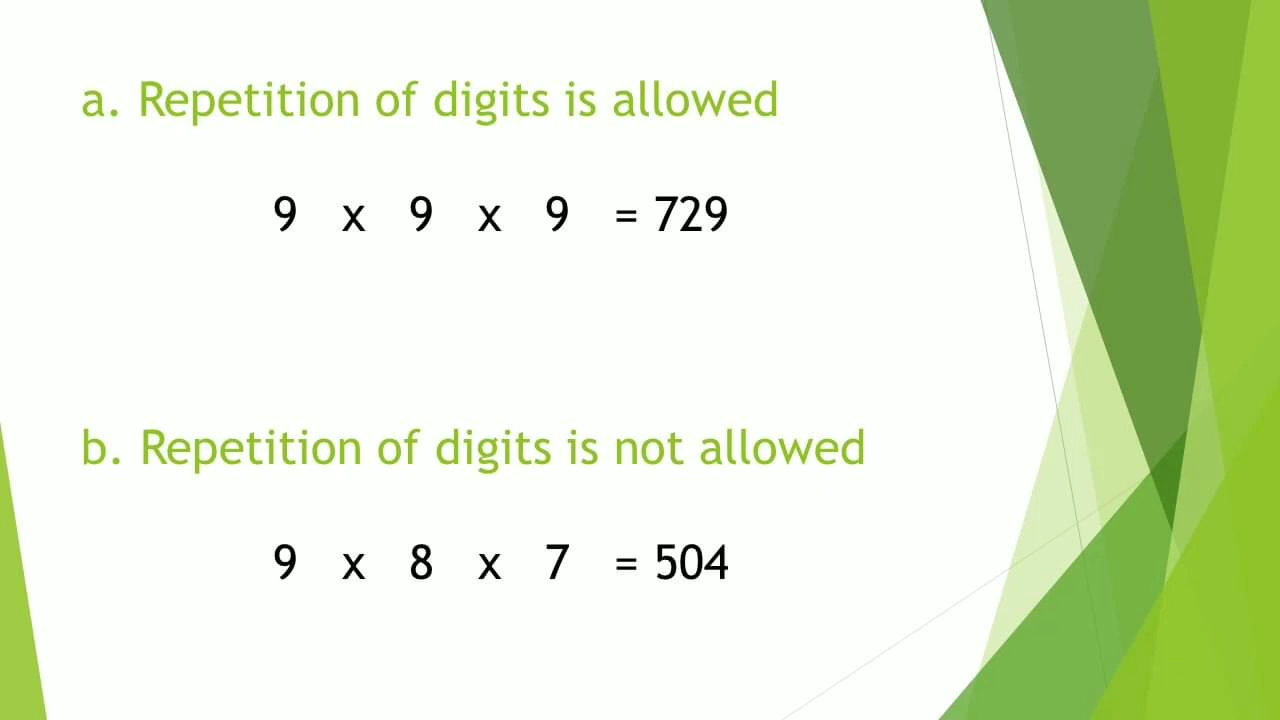 a. Repetition of digits is allowed
9 x 9 x 9 = 729
b. Repetition of digits is not allowed
9 x 8 x 7 = 504